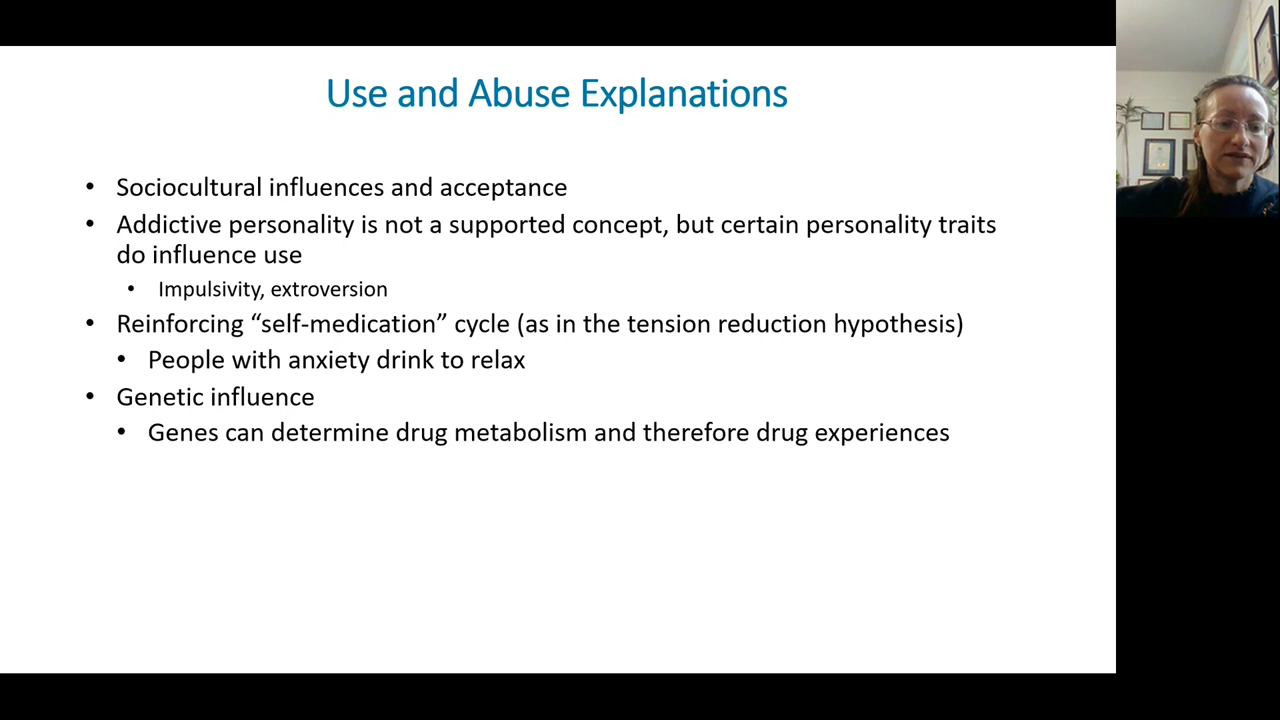 Use and Abuse Explanations
• Sociocultural influences and acceptance
• Addictive personality is not a supported concept, but certain personality traits
do influence use
• Impulsivity, extroversion
• Reinforcing “self-medication” cycle (as in the tension reduction hypothesis)
• People with anxiety drink to relax
• Genetic influence
• Genes can determine drug metabolism and therefore drug experiences